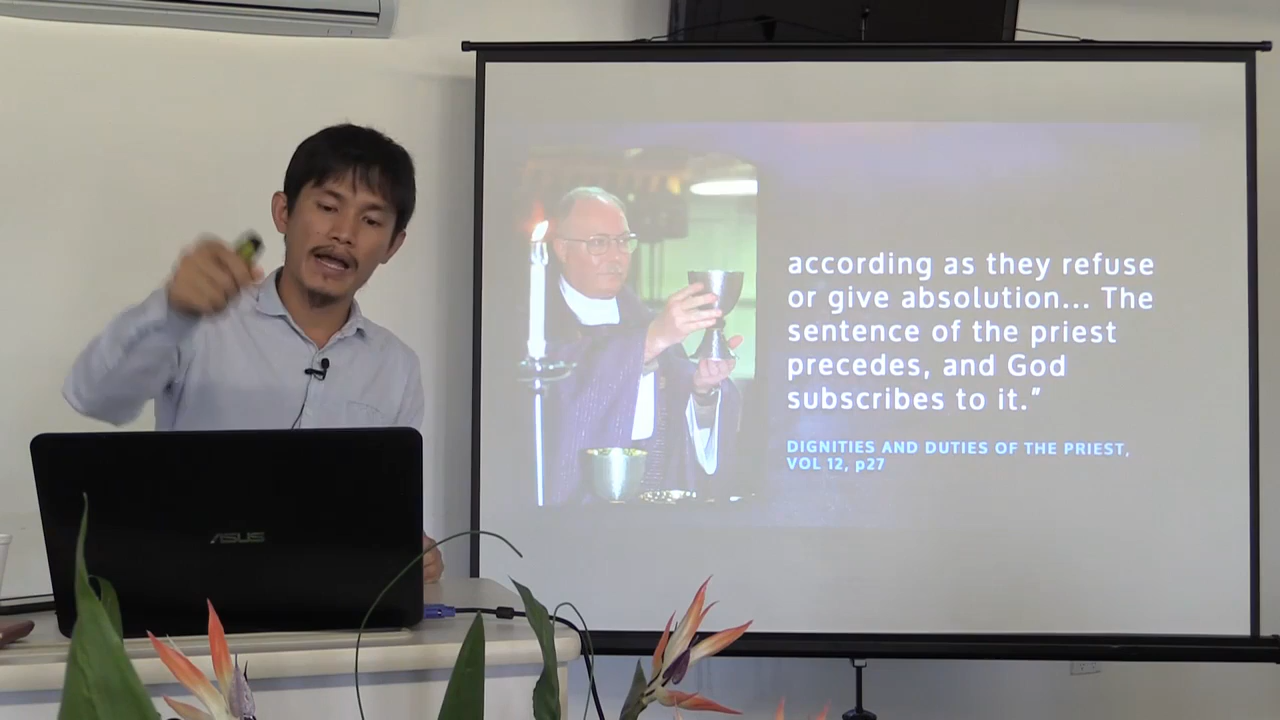 according as they refuse
or give absolution... The
sentence of the priest
precedes, and God
subscribes to it.”
DIGNITIES AND DUTIES OF THE PRIEST,
VOL 12, p27
ASUS